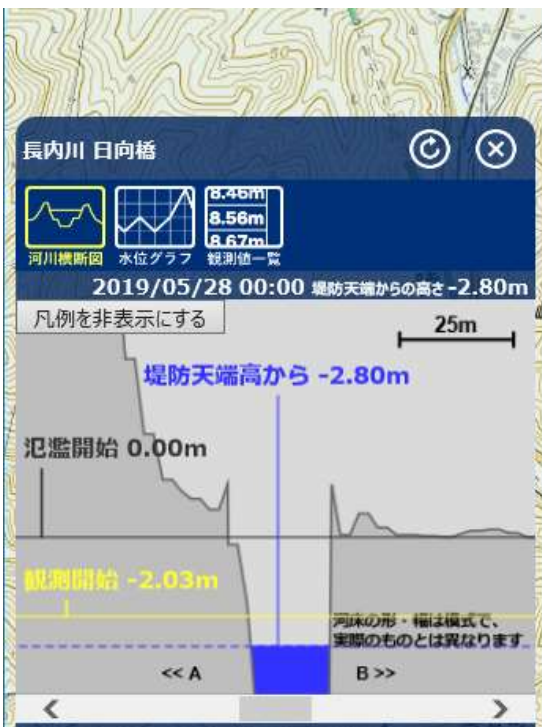 長内川 日向橋
8.46m
8.56m
8.67m
河川横断図 水位グラフ 観測値一覧
2019/05/28 00:00 堤防天端からの高さ -2.80m
凡例を非表示にする
25m
堤防天端高から -2.80m
氾濫開始 0.00m
観測開始 -2.03m
河床の形・幅は模式で、
実際のものとは異なります
<< A
B >>